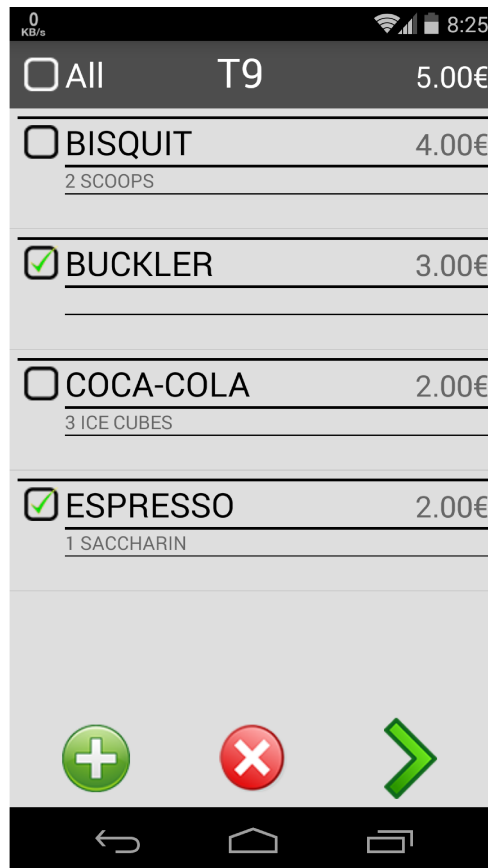 0
KB/s
8:25
All T9 5.00€
BISQUIT 4.00€
2 SCOOPS
BUCKLER 3.00€
COCA-COLA 2.00€
3 ICE CUBES
ESPRESSO 2.00€
1 SACCHARIN